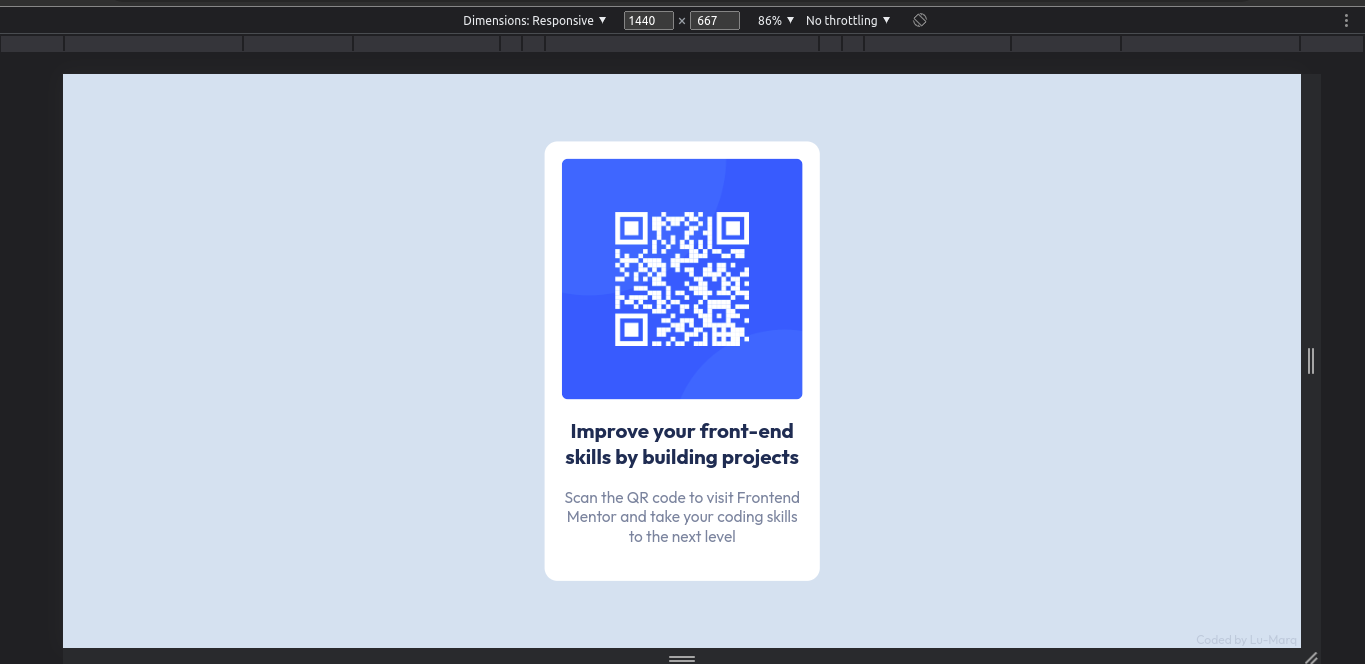 Dimensions: Responsive ▼ 1440 × 667 86% ▼ No throttling ▼
Improve your front-end
skills by building projects
Scan the QR code to visit Frontend
Mentor and take your coding skills
to the next level
Coded by Lu-Marq